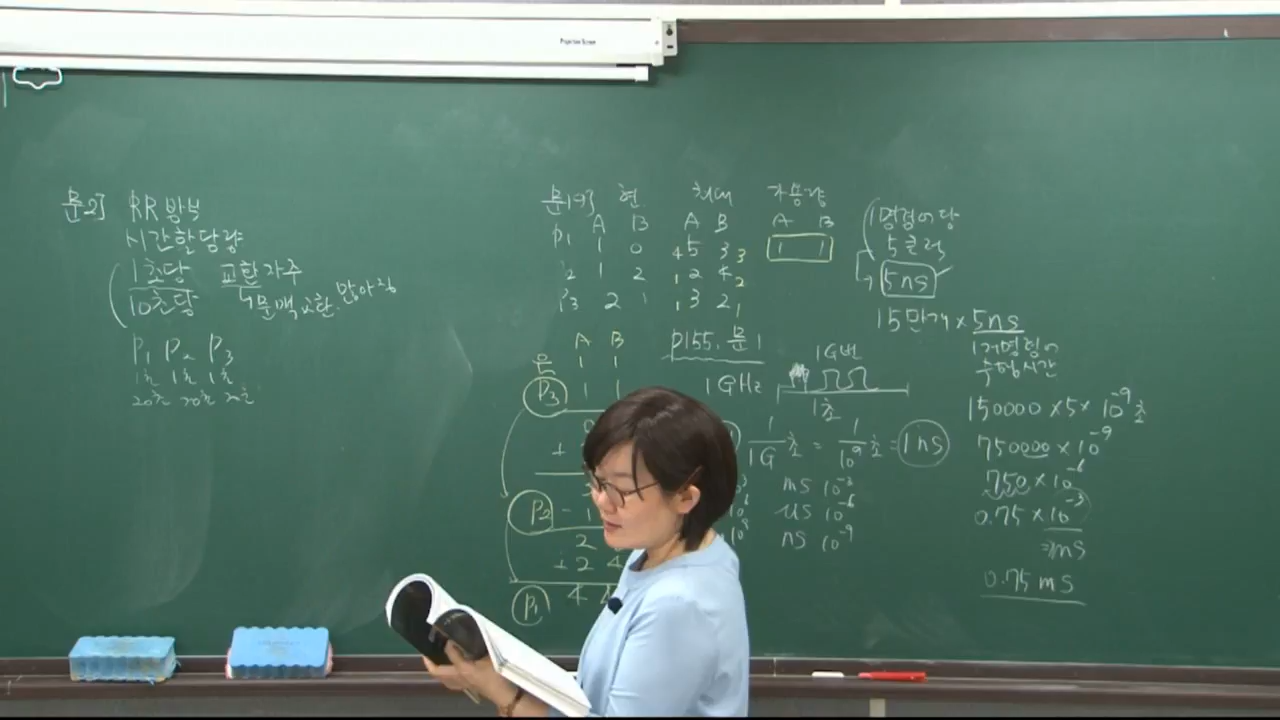 문2] RR 방식
시간할당량
1초당 교환 자주
10초당 ↳문맥교환. 많아짐
P1 P2 P3
1초 1초 1초
20초 20초 20초
문19] 현 최대 가용량
A B A B A B
P1 1 0 4 5 3 3 1 1
P2 1 2 1 2 4 2
P3 2 1 1 3 2 1
A B
은 1 1
P3 1 1
+
P2 - 1
2
+ 2 4
P1 4
P155. 문1
1G번
1GHz
1초
1/1G 초 = 1/10⁹ 초 = 1ns
ms 10⁻³
us 10⁻⁶
ns 10⁻⁹
1명령어당
5클럭
→ 5ns
15만개 × 5ns
1개명령어
수행시간
150000 × 5 × 10⁻⁹초
750000 × 10⁻⁹
750 × 10⁻⁶
0.75 × 10⁻³
⇒ms
0.75 ms